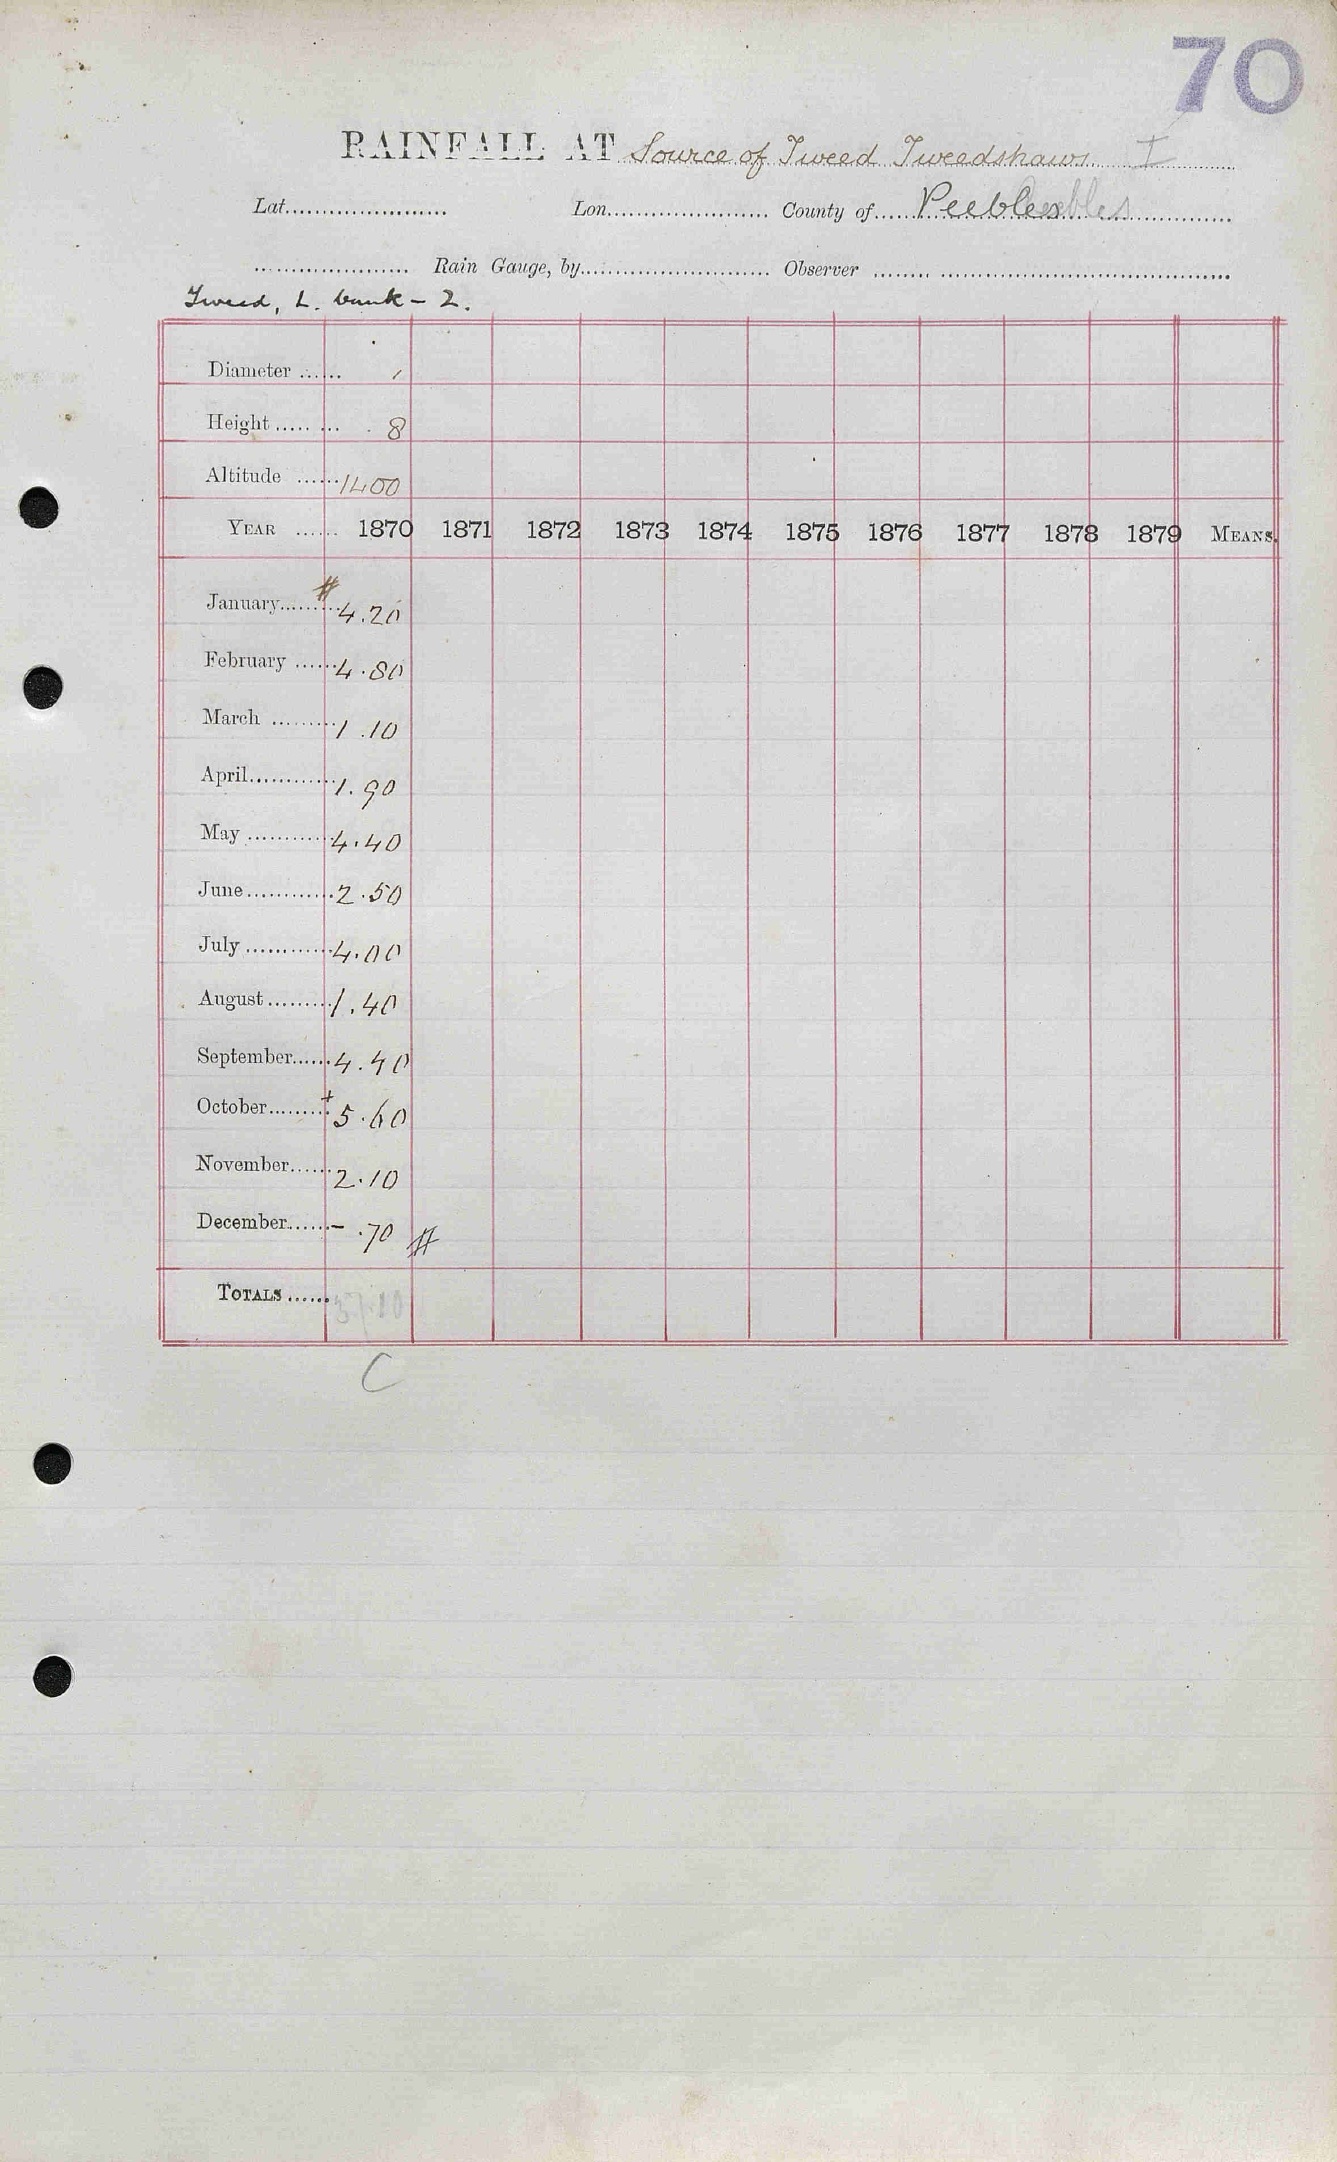 70
RAINFALL AT Source of Tweed Tweedshaws I
Lat...................... Lon...................... County of...... Peebles
..................... Rain Gauge, by.......................... Observer ........
Tweed, L. bank - 2.
Diameter ......
Height ..... ... 8
Altitude ...... 1400
YEAR ...... 1870 1871 1872 1873 1874 1875 1876 1877 1878 1879 MEANS.
January......... # 4.20
February ...... 4.80
March ......... 1.10
April............ 1.90
May ............ 4.40
June............ 2.50
July ............ 4.00
August......... 1.40
September...... 4.40
October......... + 5.60
November...... 2.10
December...... - .70 #
TOTALS ...... 37.10
C